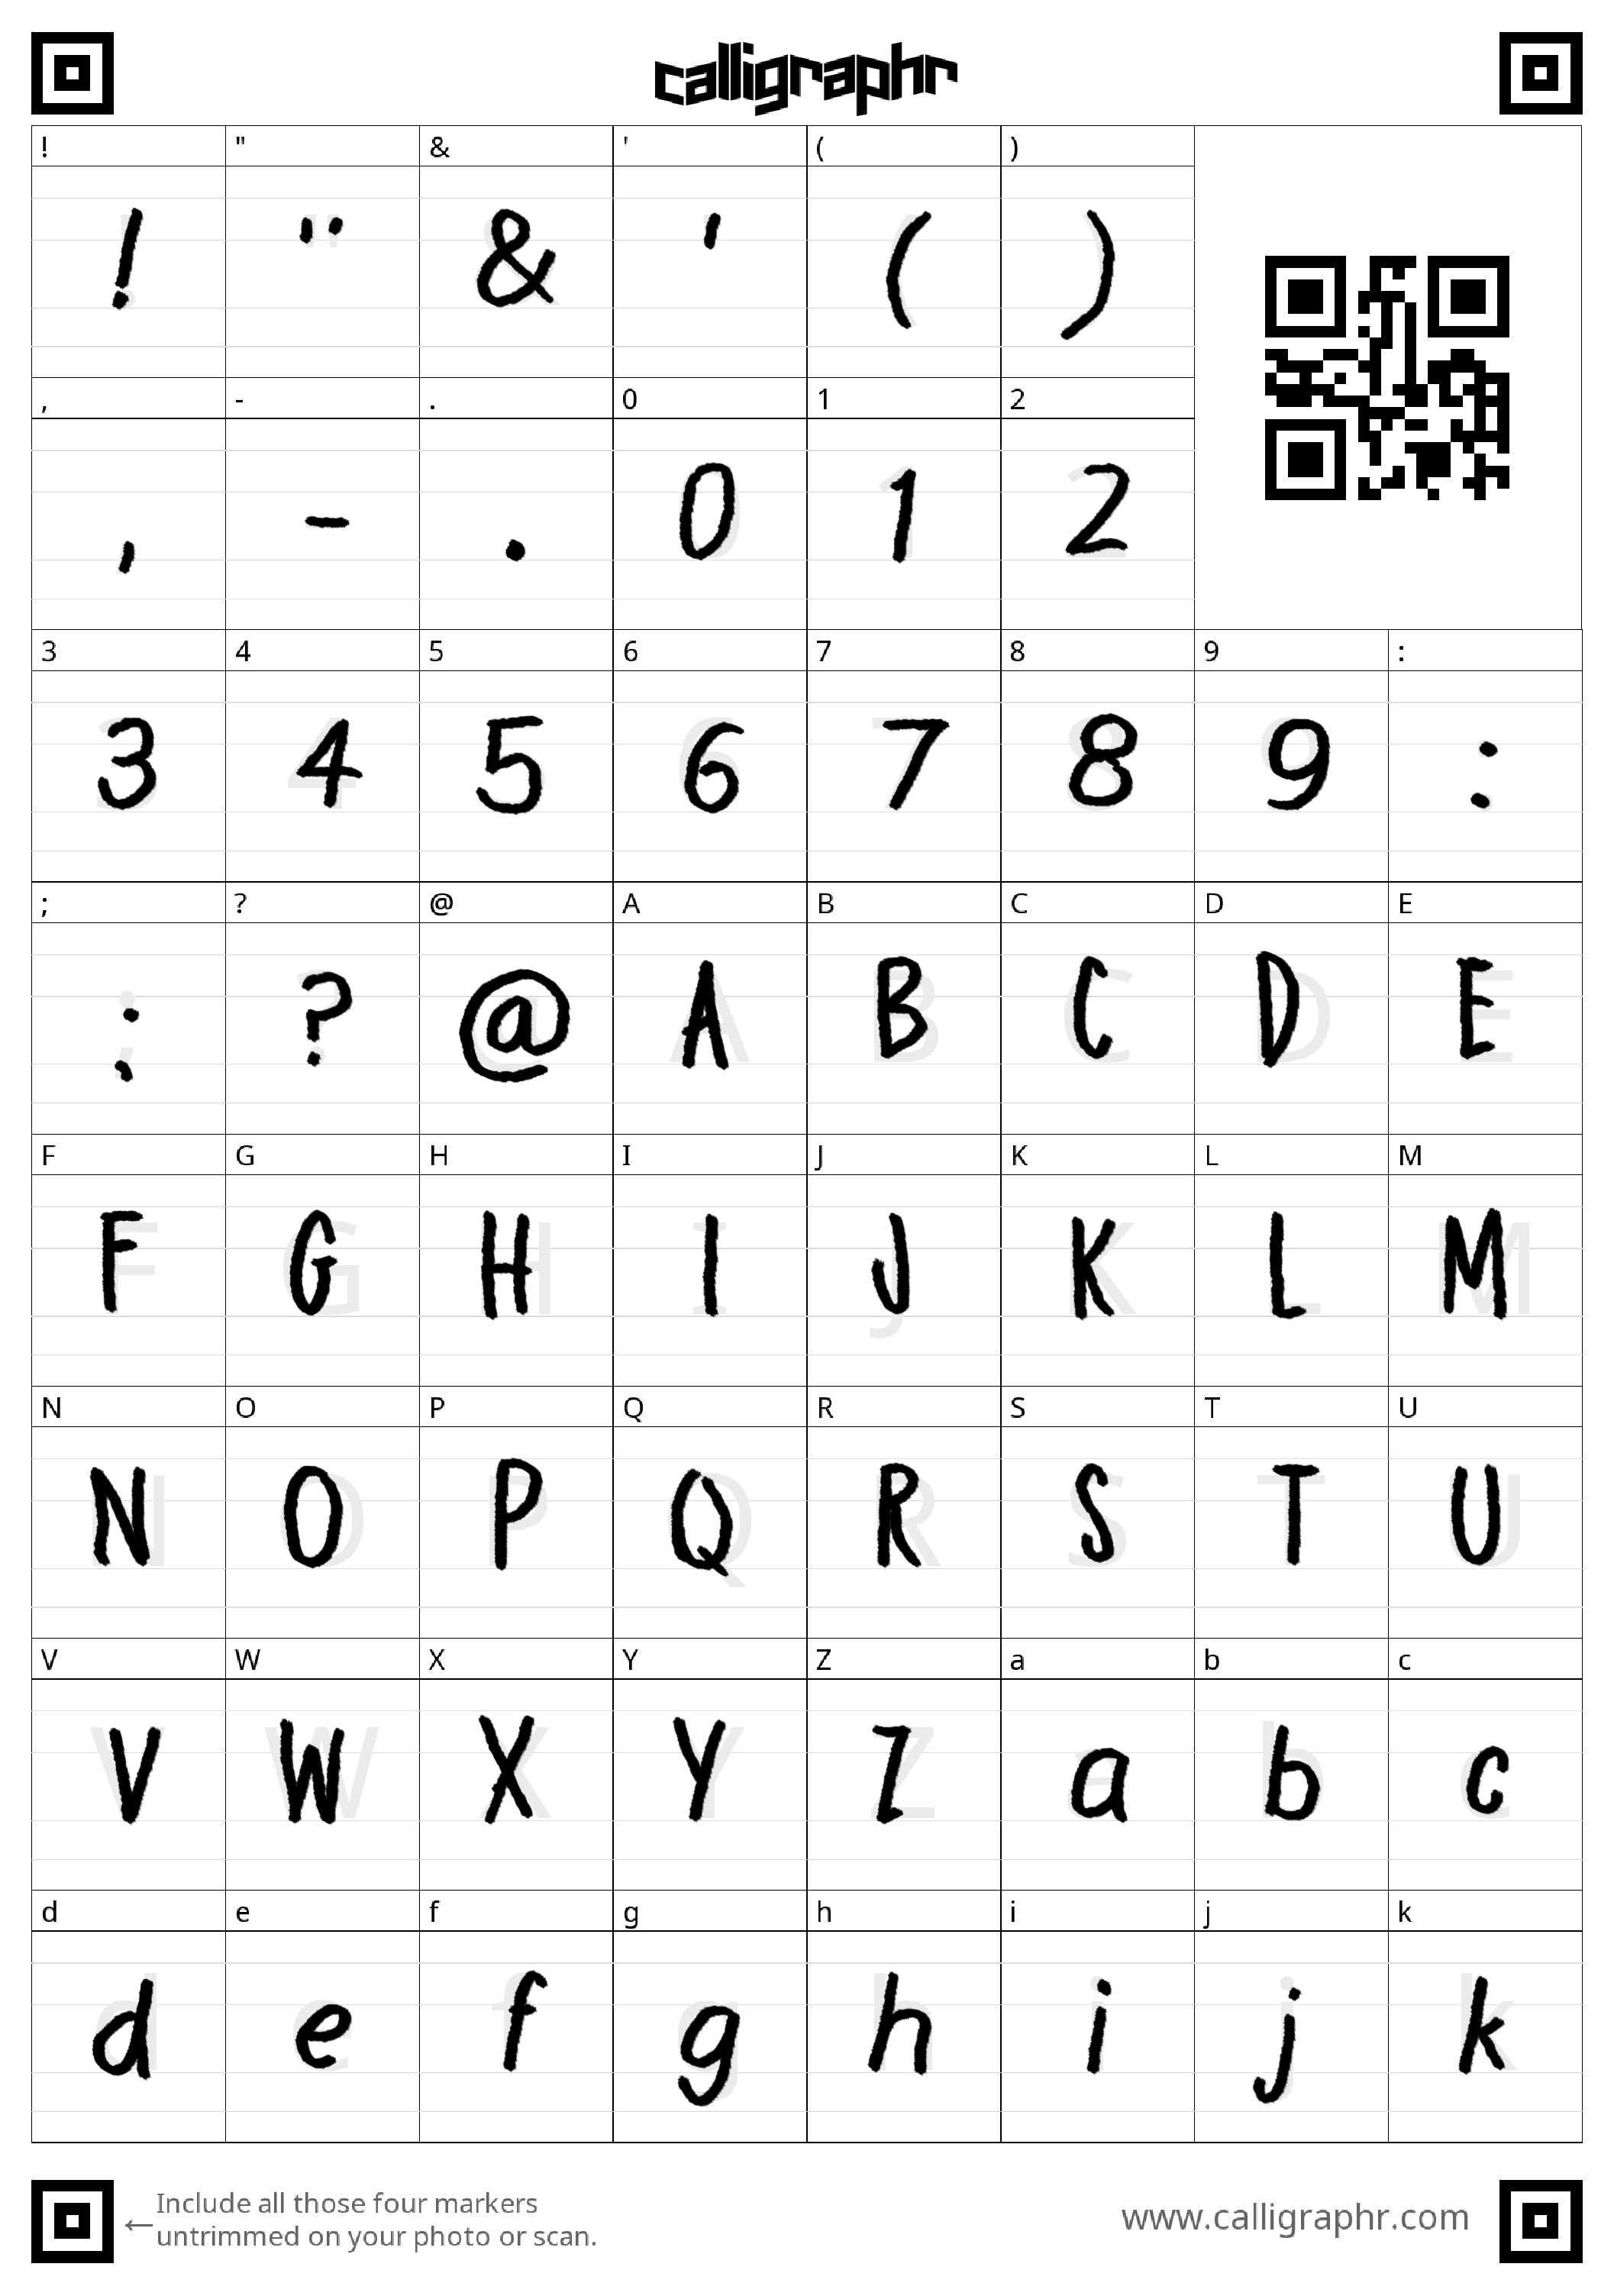 calligraphr
! " & ' ( )
! " & ' ( )
, - . 0 1 2
, - . 0 1 2
3 4 5 6 7 8 9 :
3 4 5 6 7 8 9 :
; ? @ A B C D E
; ? @ A B C D E
F G H I J K L M
F G H I J K L M
N O P Q R S T U
N O P Q R S T U
V W X Y Z a b c
V W X Y Z a b c
d e f g h i j k
d e f g h i j k
←Include all those four markers
untrimmed on your photo or scan.
www.calligraphr.com